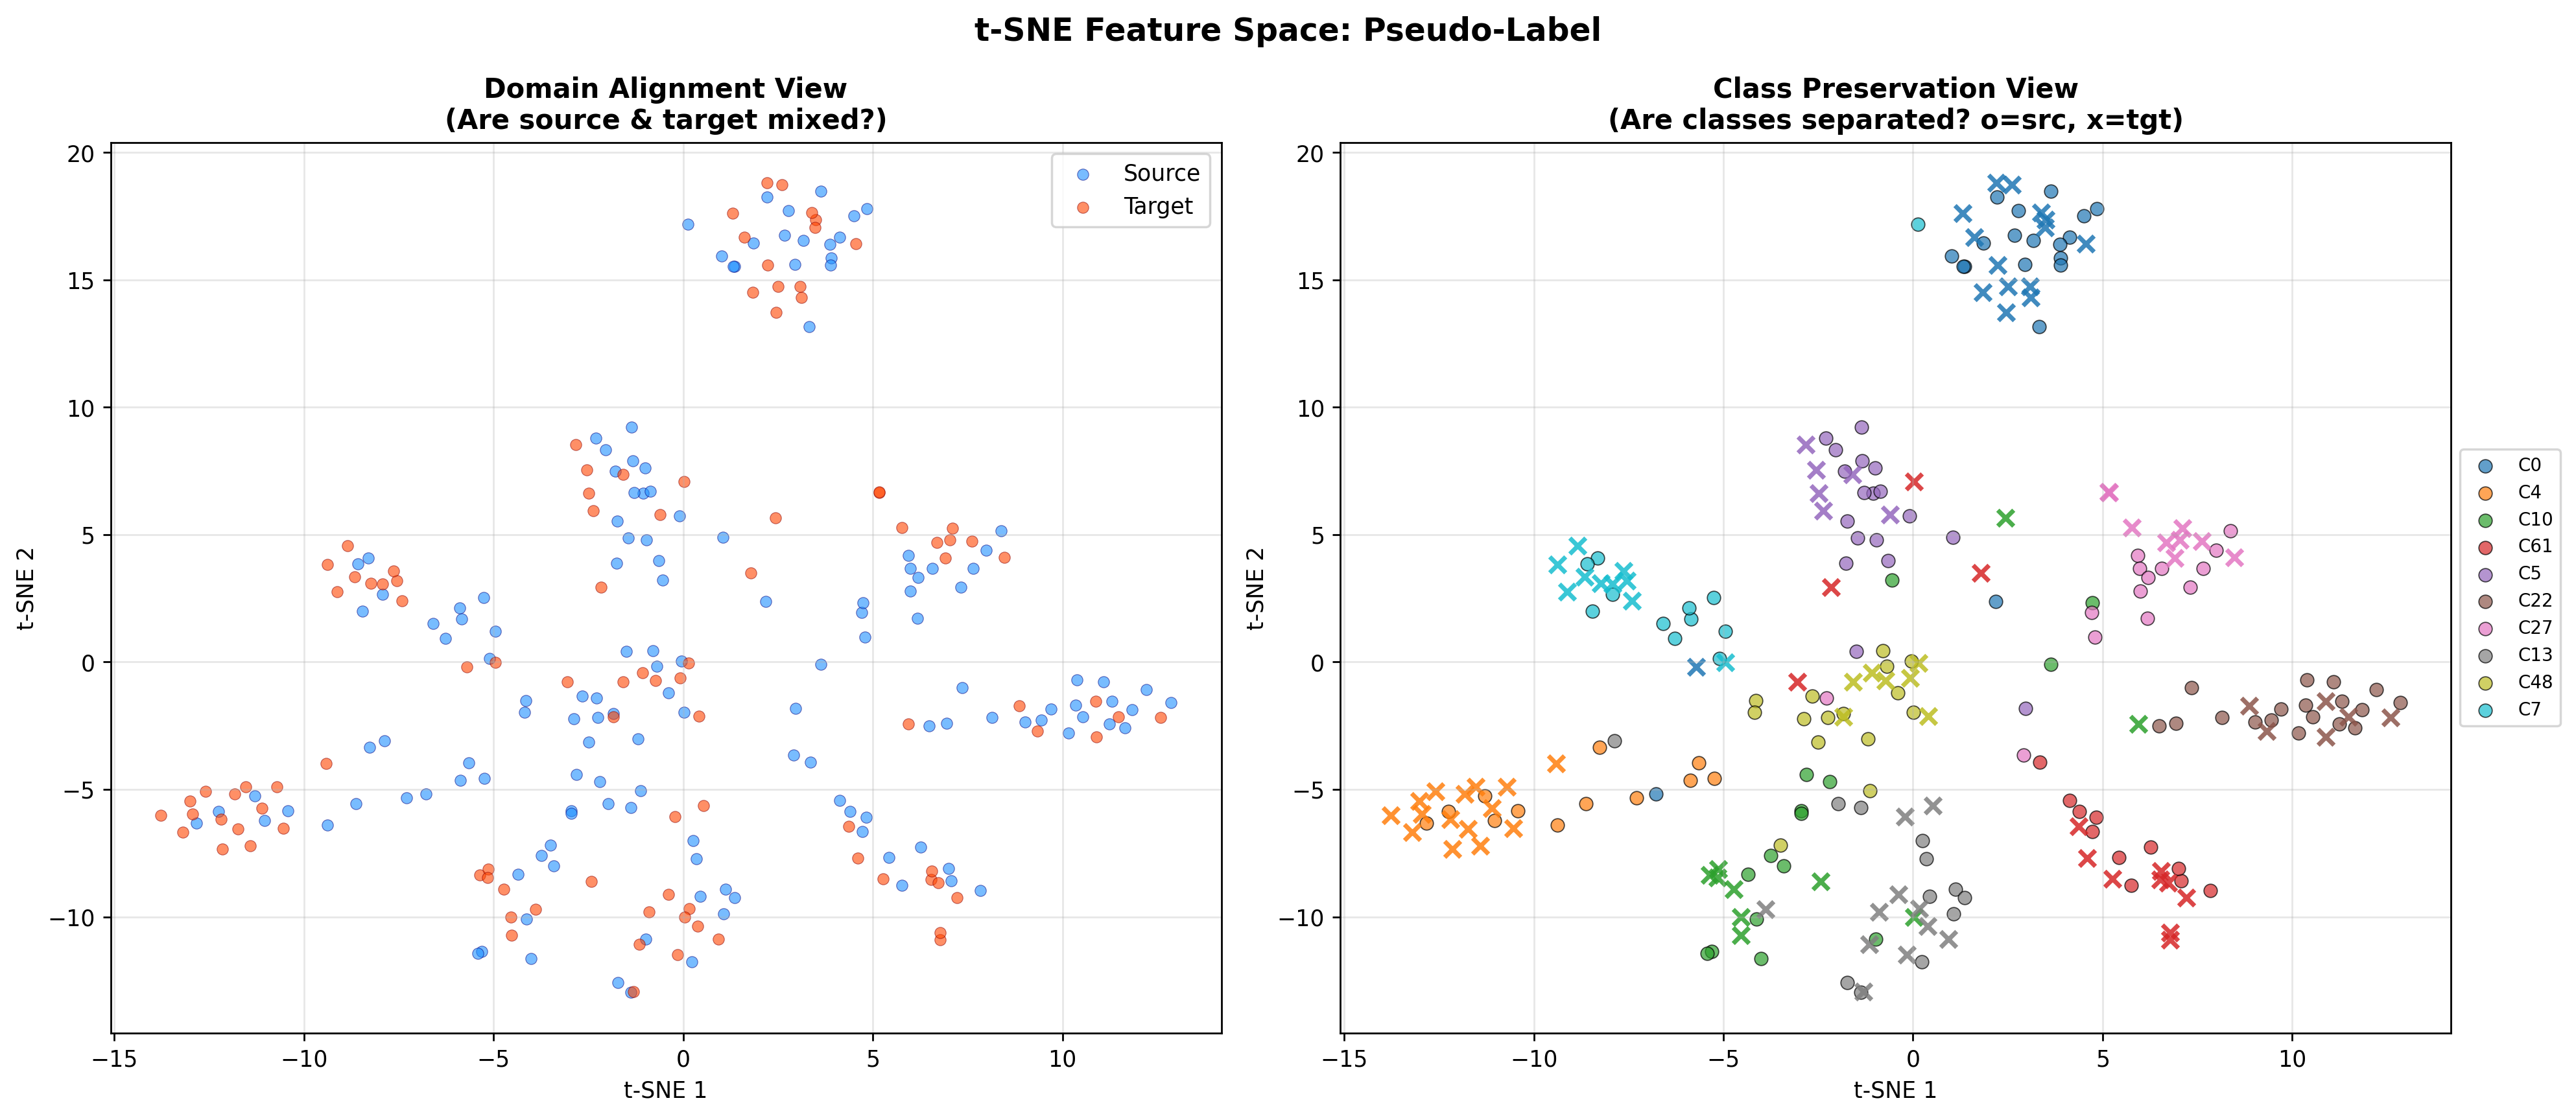 t-SNE Feature Space: Pseudo-Label
Domain Alignment View
(Are source & target mixed?)
20
15
10
5
0
−5
−10
−15
−10
−5
0
5
10
t-SNE 1
t-SNE 2
Source
Target
Class Preservation View
(Are classes separated? o=src, x=tgt)
20
15
10
5
0
−5
−10
−15
−10
−5
0
5
10
t-SNE 1
t-SNE 2
C0
C4
C10
C61
C5
C22
C27
C13
C48
C7